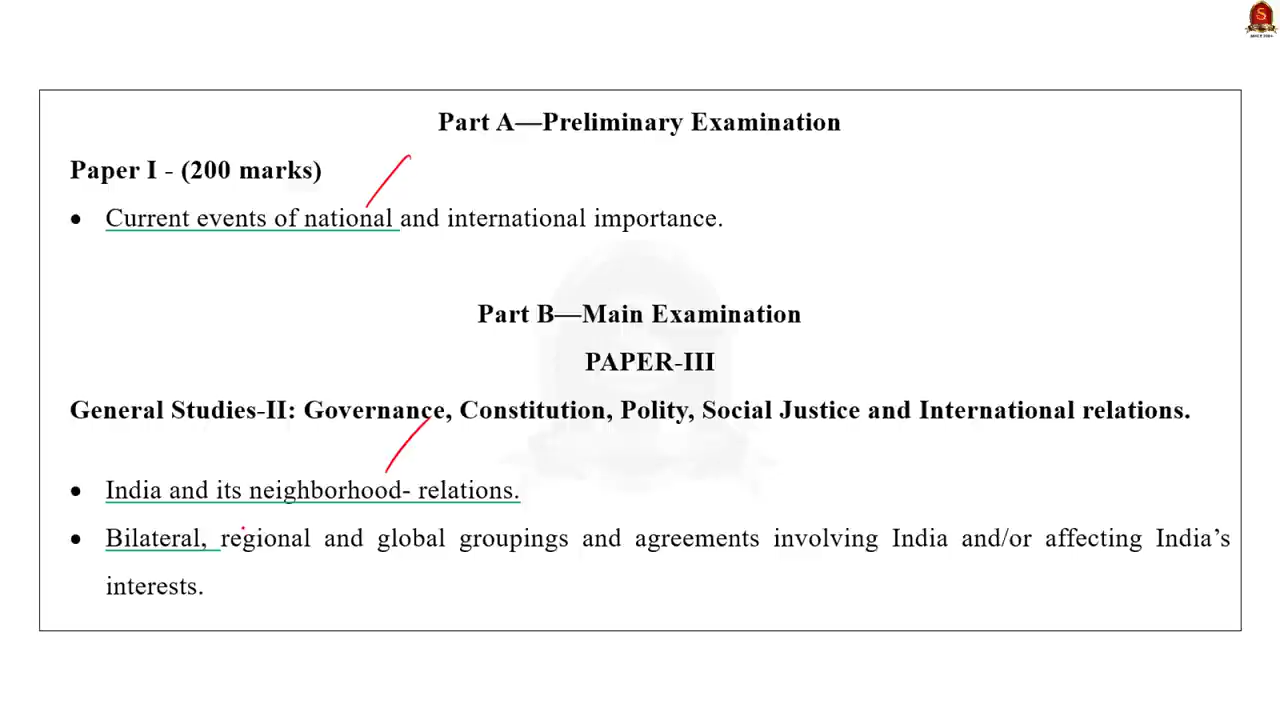 Part A—Preliminary Examination
Paper I - (200 marks)
• Current events of national and international importance.
Part B—Main Examination
PAPER-III
General Studies-II: Governance, Constitution, Polity, Social Justice and International relations.
• India and its neighborhood- relations.
• Bilateral, regional and global groupings and agreements involving India and/or affecting India’s
interests.